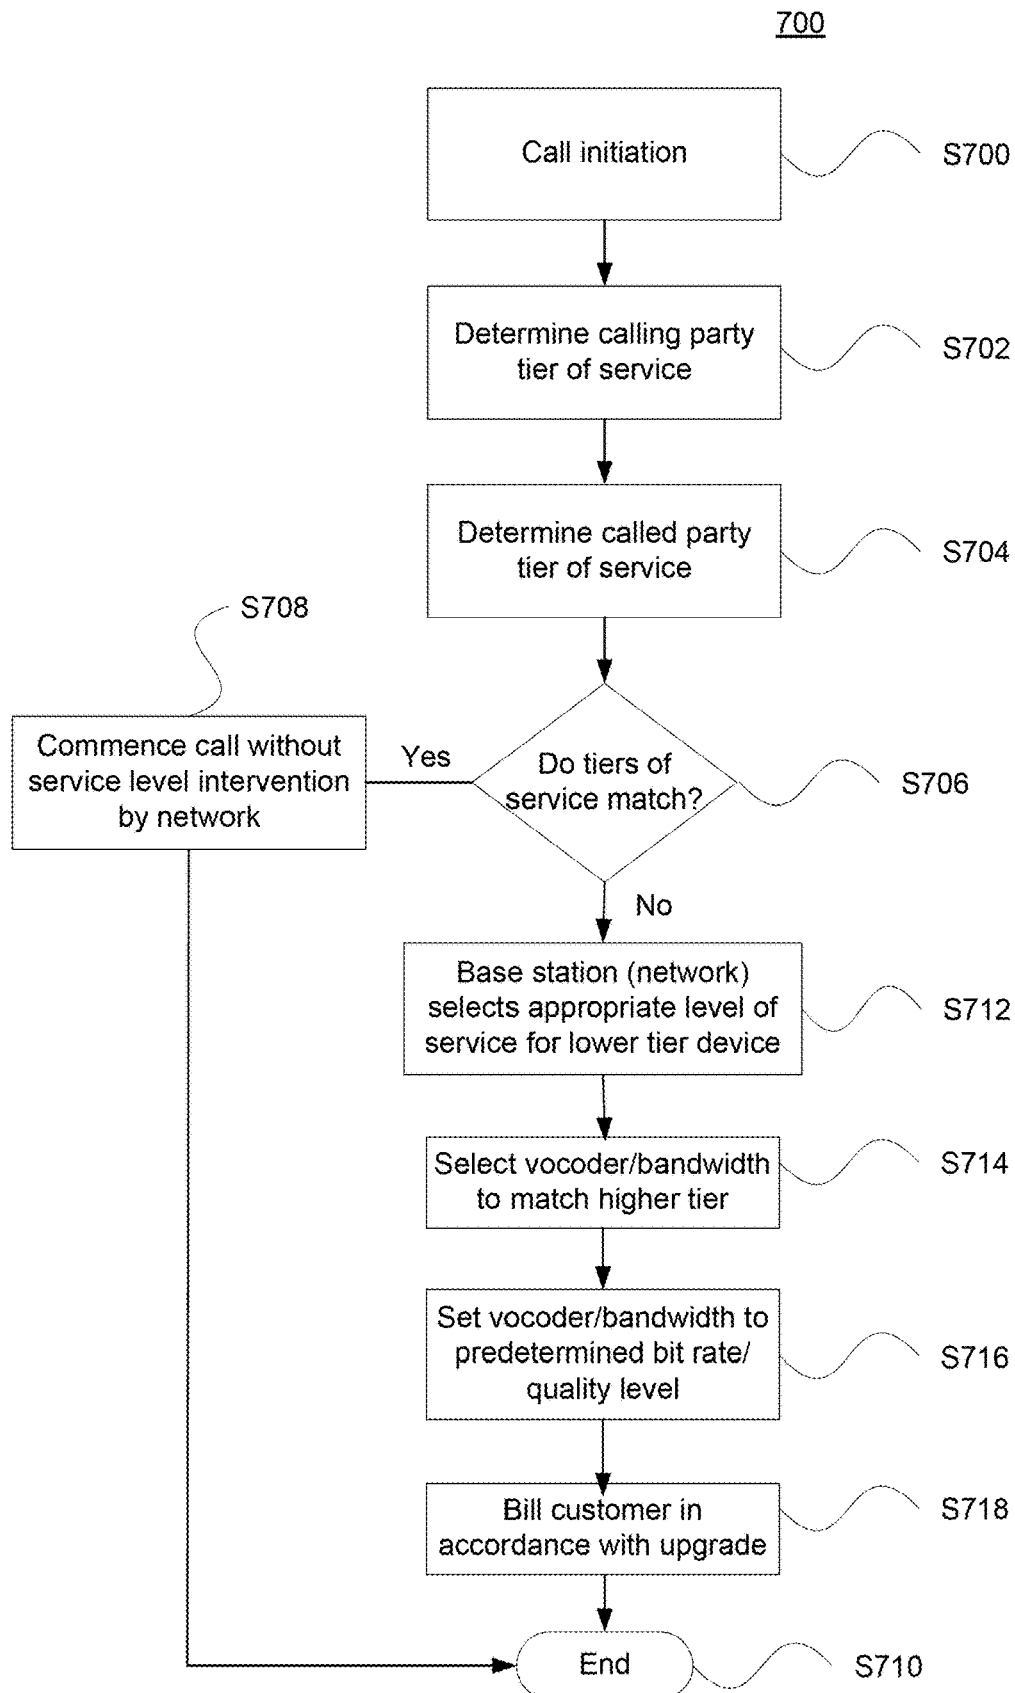 700
Call initiation
S700
Determine calling party
tier of service
S702
Determine called party
tier of service
S704
S708
Commence call without
service level intervention
by network
Yes
Do tiers of
service match?
S706
No
Base station (network)
selects appropriate level of
service for lower tier device
S712
Select vocoder/bandwidth
to match higher tier
S714
Set vocoder/bandwidth to
predetermined bit rate/
quality level
S716
Bill customer in
accordance with upgrade
S718
End
S710